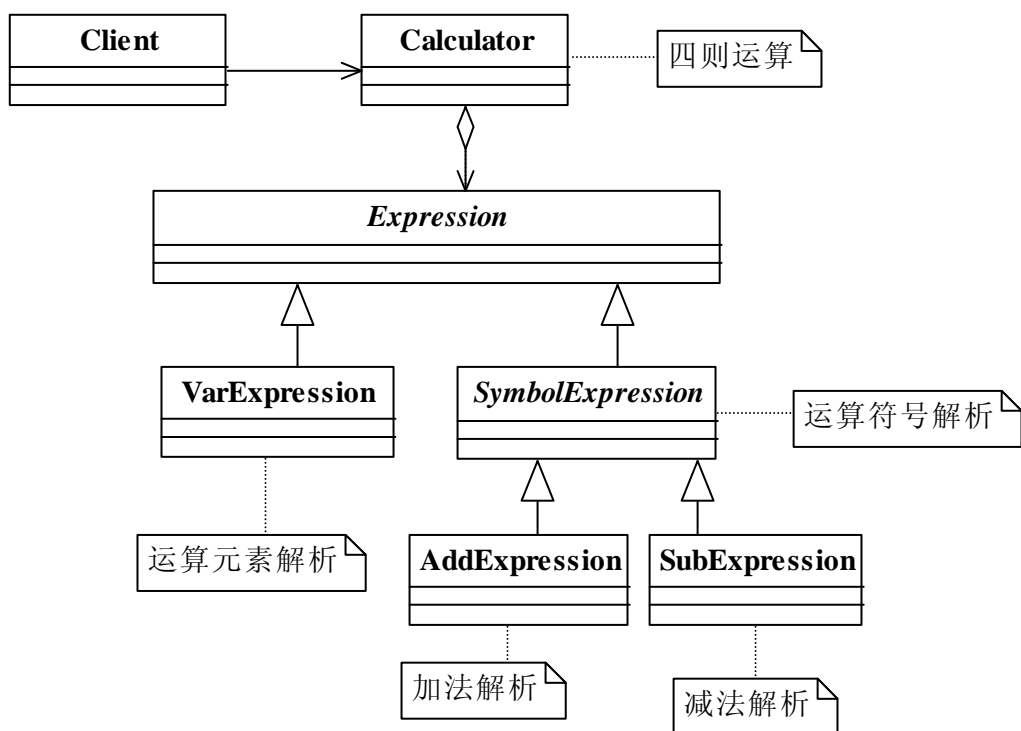 Client
Calculator
四则运算
Expression
VarExpression
SymbolExpression
运算符号解析
运算元素解析
AddExpression
SubExpression
加法解析
减法解析